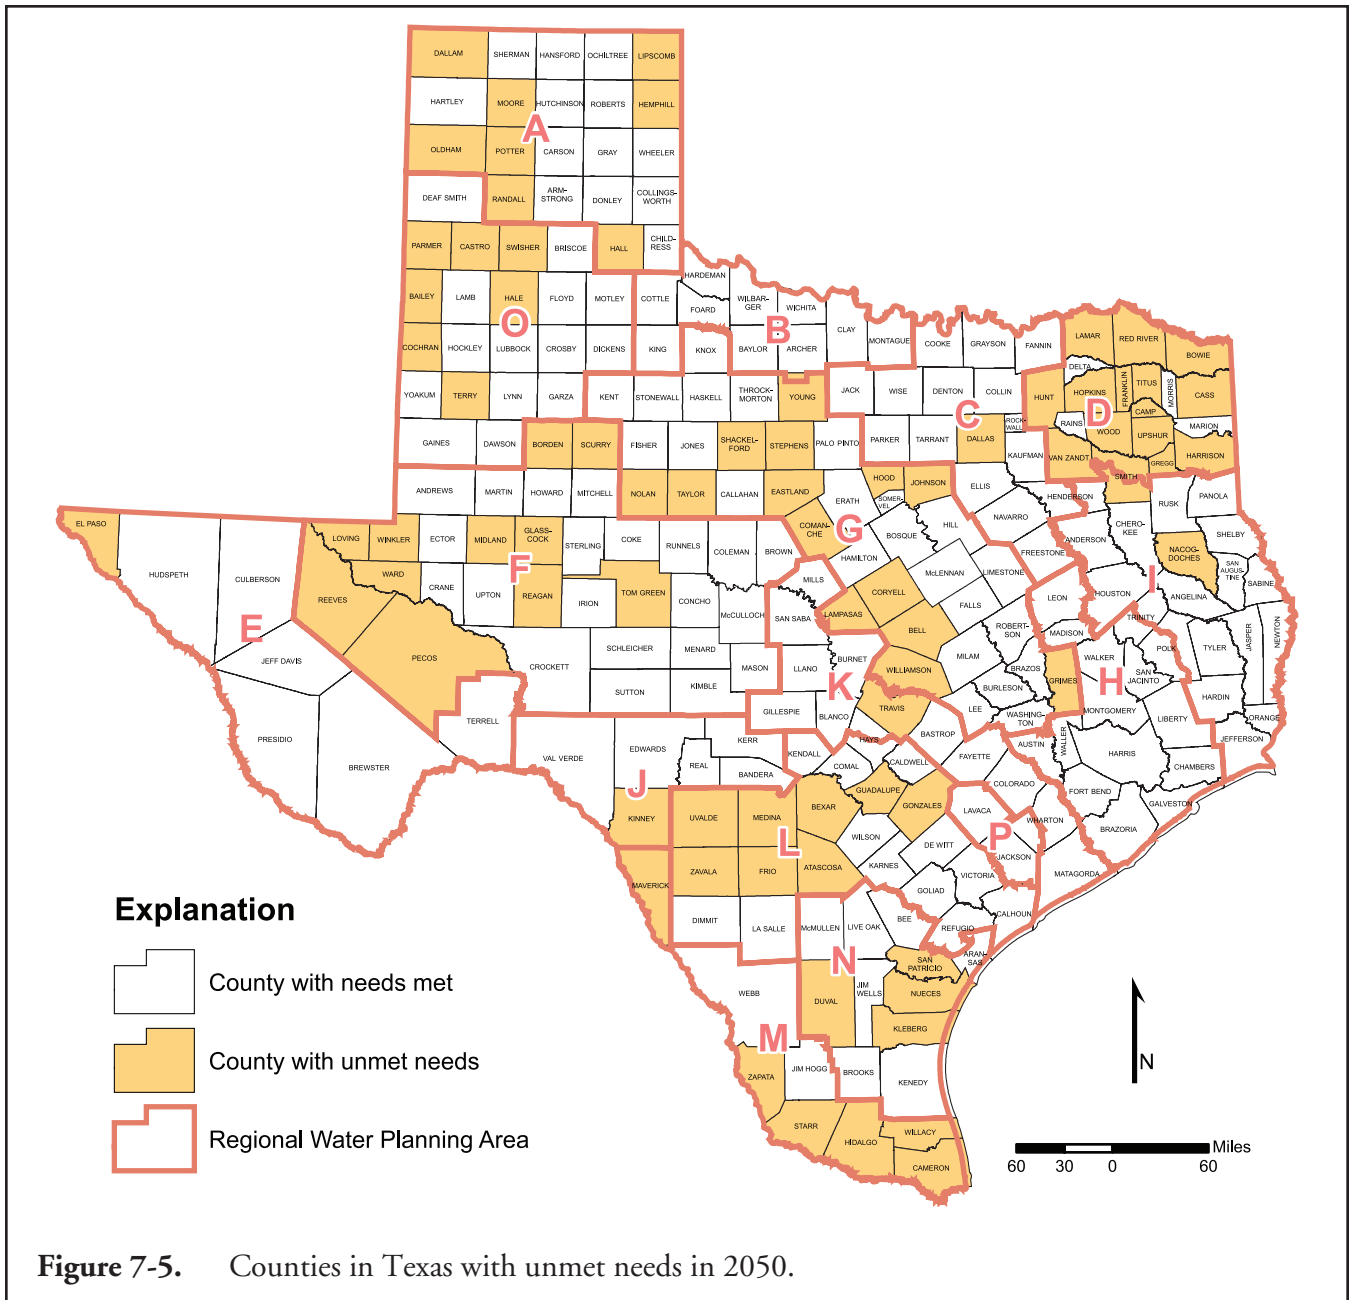 DALLAM
SHERMAN
HANSFORD
OCHILTREE
LIPSCOMB
HARTLEY
MOORE
HUTCHINSON
ROBERTS
HEMPHILL
A
OLDHAM
POTTER
CARSON
GRAY
WHEELER
DEAF SMITH
RANDALL
ARM-
STRONG
DONLEY
COLLINGS-
WORTH
PARMER
CASTRO
SWISHER
BRISCOE
HALL
CHILD-
RESS
BAILEY
LAMB
HALE
FLOYD
MOTLEY
COTTLE
HARDEMAN
FOARD
WILBAR-
GER
WICHITA
O
B
CLAY
MONTAGUE
COOKE
GRAYSON
FANNIN
LAMAR
RED RIVER
BOWIE
COCHRAN
HOCKLEY
LUBBOCK
CROSBY
DICKENS
KING
KNOX
BAYLOR
ARCHER
DELTA
YOAKUM
TERRY
LYNN
GARZA
KENT
STONEWALL
HASKELL
THROCK-
MORTON
YOUNG
JACK
WISE
DENTON
COLLIN
HUNT
HOPKINS
FRANKLIN
TITUS
MORRIS
CASS
C
D
CAMP
ROCK-
WALL
RAINS
WOOD
UPSHUR
MARION
GAINES
DAWSON
BORDEN
SCURRY
FISHER
JONES
SHACKEL-
FORD
STEPHENS
PALO PINTO
PARKER
TARRANT
DALLAS
KAUFMAN
VAN ZANDT
GREGG
HARRISON
SMITH
ANDREWS
MARTIN
HOWARD
MITCHELL
NOLAN
TAYLOR
CALLAHAN
EASTLAND
ERATH
HOOD
JOHNSON
SOMER-
VEL
ELLIS
HENDERSON
RUSK
PANOLA
EL PASO
HUDSPETH
CULBERSON
LOVING
WINKLER
ECTOR
MIDLAND
GLASS-
COCK
STERLING
COKE
RUNNELS
COLEMAN
BROWN
COMAN-
CHE
G
HAMILTON
BOSQUE
HILL
NAVARRO
FREESTONE
ANDERSON
CHERO-
KEE
NACOG-
DOCHES
SHELBY
SAN
AUGUS-
TINE
SABINE
E
F
REEVES
WARD
CRANE
UPTON
REAGAN
IRION
TOM GREEN
CONCHO
McCULLOCH
SAN SABA
MILLS
LAMPASAS
CORYELL
McLENNAN
LIMESTONE
FALLS
LEON
HOUSTON
I
ANGELINA
TRINITY
JEFF DAVIS
PECOS
CROCKETT
SCHLEICHER
MENARD
MASON
LLANO
BURNET
BELL
MILAM
ROBERT-
SON
MADISON
WALKER
POLK
TYLER
JASPER
NEWTON
PRESIDIO
BREWSTER
TERRELL
SUTTON
KIMBLE
GILLESPIE
K
BLANCO
WILLIAMSON
TRAVIS
BURLESON
BRAZOS
GRIMES
H
SAN
JACINTO
MONTGOMERY
LIBERTY
HARDIN
ORANGE
JEFFERSON
VAL VERDE
EDWARDS
REAL
KERR
BANDERA
KENDALL
HAYS
COMAL
CALDWELL
BASTROP
LEE
WASHING-
TON
FAYETTE
AUSTIN
WALLER
HARRIS
CHAMBERS
J
KINNEY
UVALDE
MEDINA
BEXAR
GUADALUPE
GONZALES
COLORADO
FORT BEND
GALVESTON
BRAZORIA
L
WILSON
DE WITT
LAVACA
P
WHARTON
JACKSON
MATAGORDA
MAVERICK
ZAVALA
FRIO
ATASCOSA
KARNES
GOLIAD
VICTORIA
CALHOUN
DIMMIT
LA SALLE
McMULLEN
LIVE OAK
BEE
REFUGIO
ARAN-
SAS
N
WEBB
DUVAL
JIM
WELLS
SAN
PATRICIO
NUECES
KLEBERG
M
ZAPATA
JIM HOGG
BROOKS
KENEDY
STARR
HIDALGO
WILLACY
CAMERON
Explanation
County with needs met
County with unmet needs
Regional Water Planning Area
N
Miles
60 30 0 60
Figure 7-5. Counties in Texas with unmet needs in 2050.